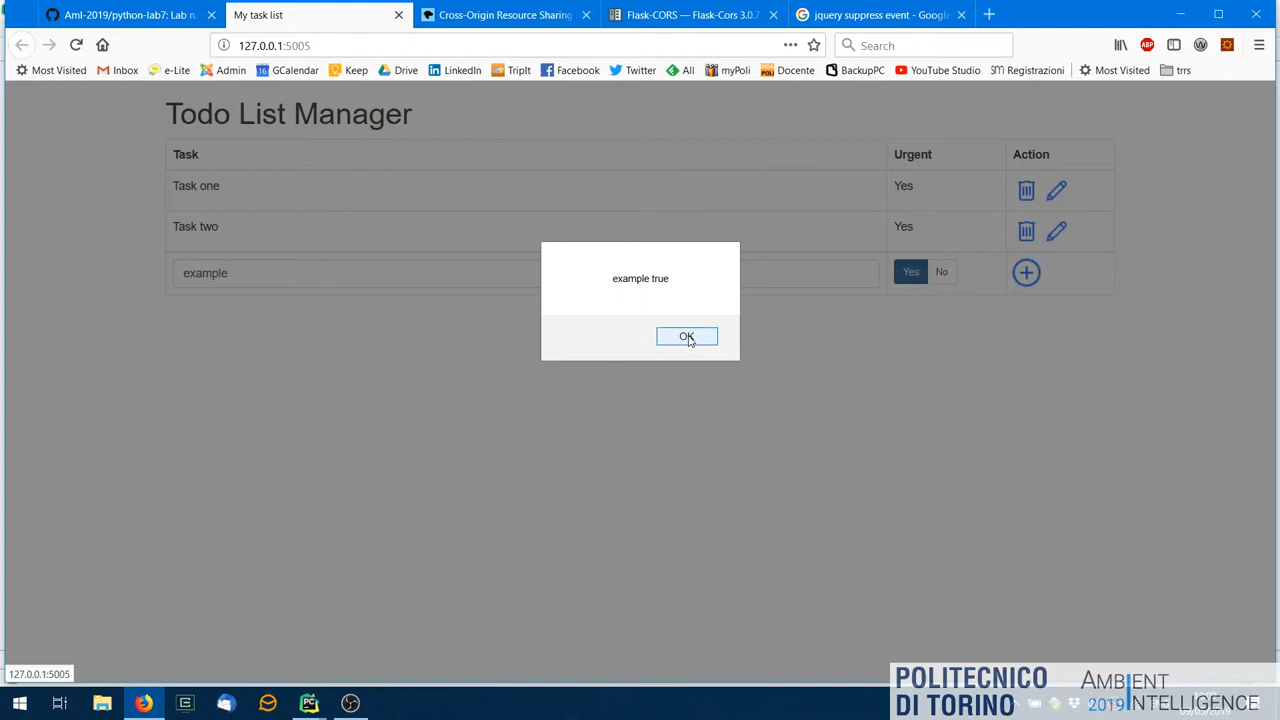 AmI-2019/python-lab7: Lab n.
My task list
Cross-Origin Resource Sharing
Flask-CORS — Flask-Cors 3.0.7
jquery suppress event - Google
127.0.0.1:5005
Search
Most Visited
Inbox
e-Lite
Admin
GCalendar
Keep
Drive
LinkedIn
TripIt
Facebook
Twitter
All
myPoli
Docente
BackupPC
YouTube Studio
Registrazioni
Most Visited
trrs
Todo List Manager
Task Urgent Action
Task one Yes
Task two Yes
example Yes No
example true
OK
127.0.0.1:5005
POLITECNICO
DI TORINO
AMBIENT
2019 INTELLIGENCE